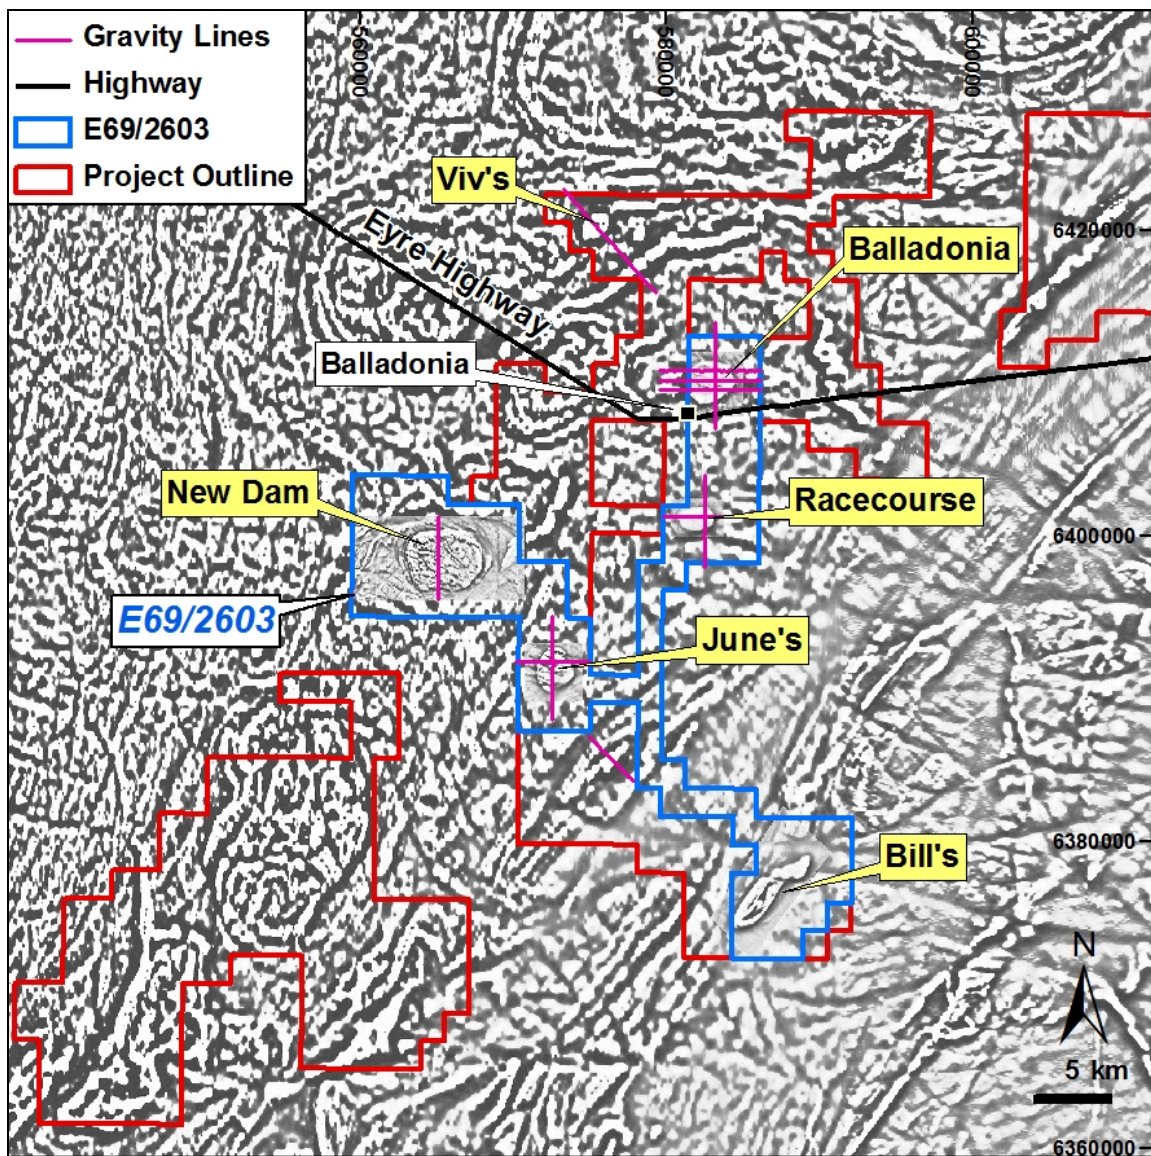 Gravity Lines
Highway
E69/2603
Project Outline
560000
580000
600000
Viv's
Eyre Highway
Balladonia
6420000
Balladonia
New Dam
Racecourse
6400000
E69/2603
June's
6380000
Bill's
N
5 km
6360000